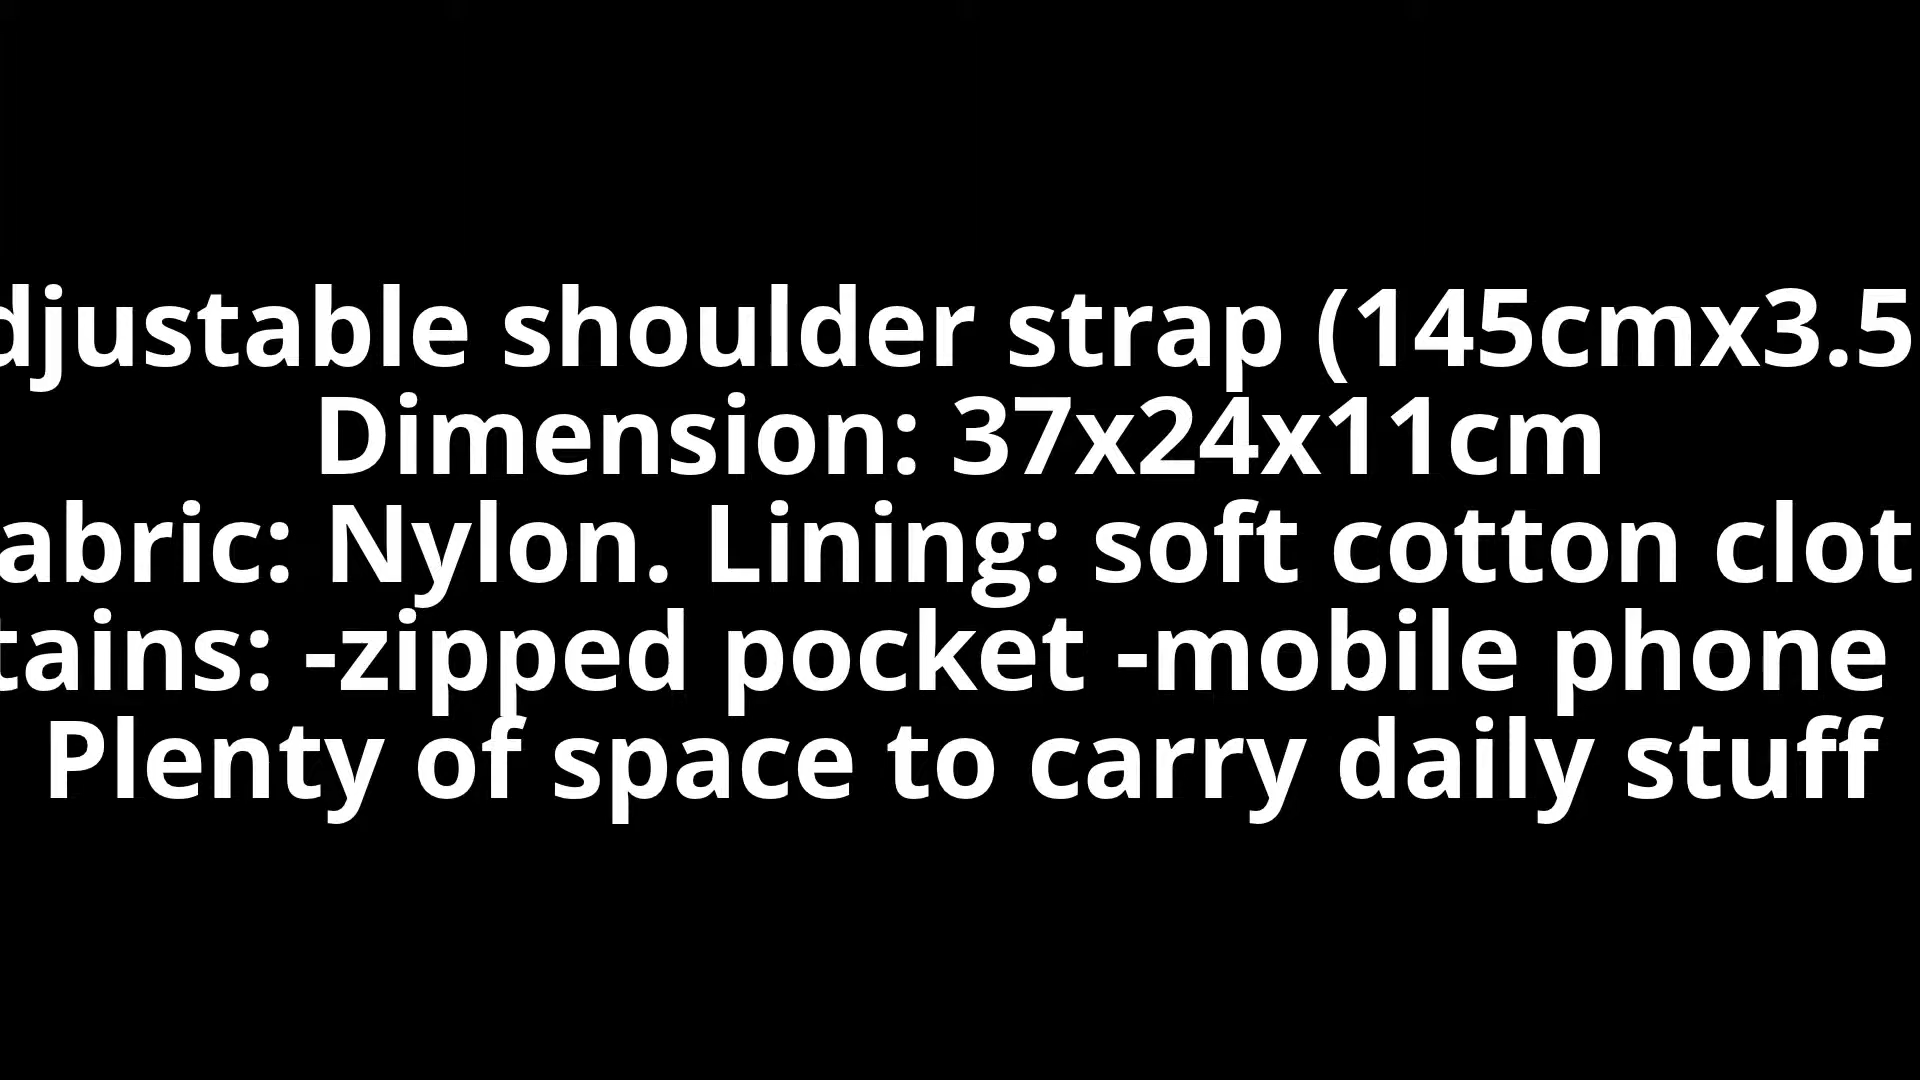 djustable shoulder strap (145cmx3.5
Dimension: 37x24x11cm
abric: Nylon. Lining: soft cotton clot
tains: -zipped pocket -mobile phone
Plenty of space to carry daily stuff